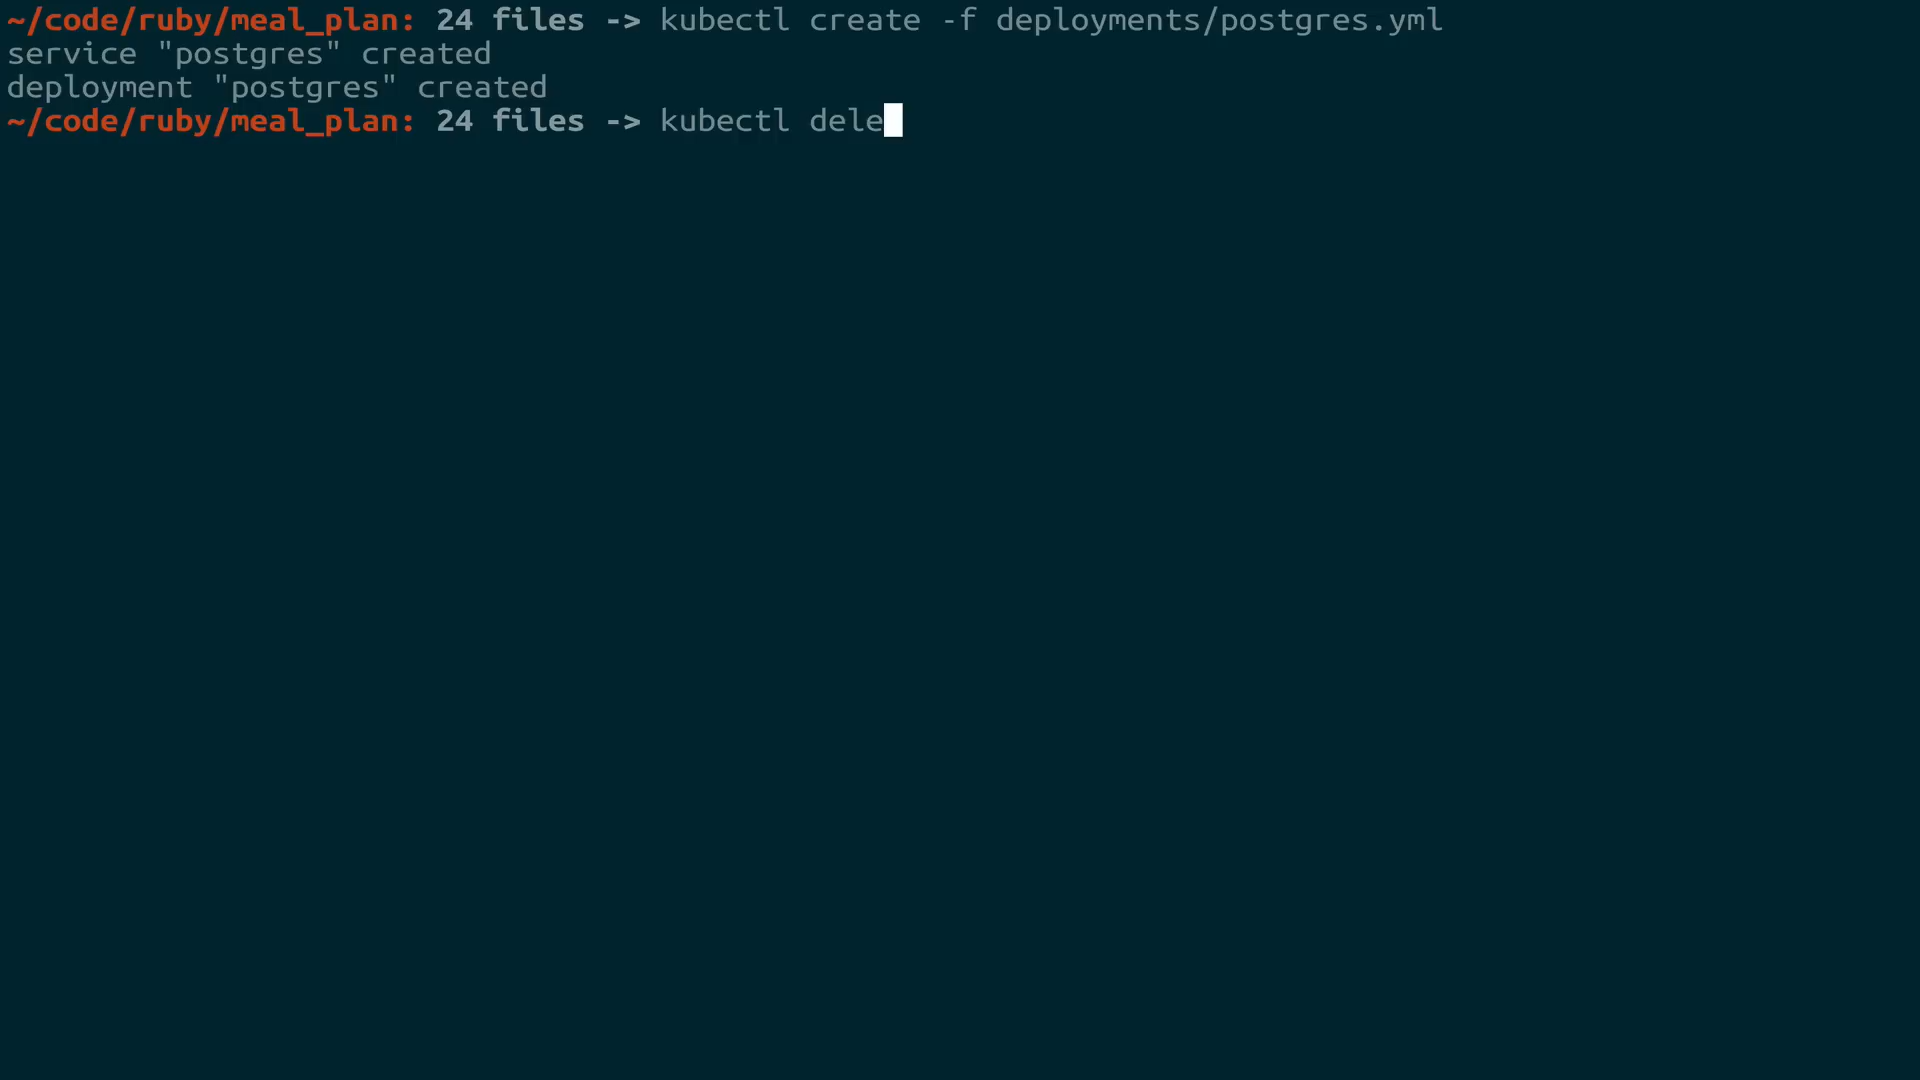 ~/code/ruby/meal_plan: 24 files -> kubectl create -f deployments/postgres.yml
service "postgres" created
deployment "postgres" created
~/code/ruby/meal_plan: 24 files -> kubectl dele